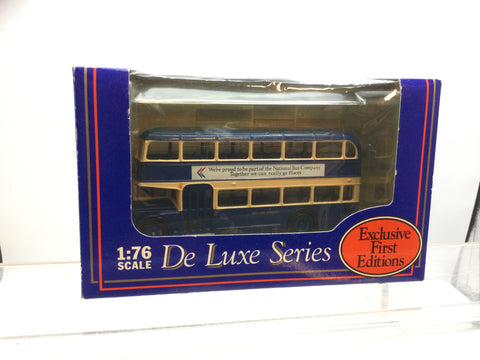 We're proud to be part of the National Bus Company
Together we can really go places
1:76
SCALE
De Luxe Series
Exclusive
First
Editions